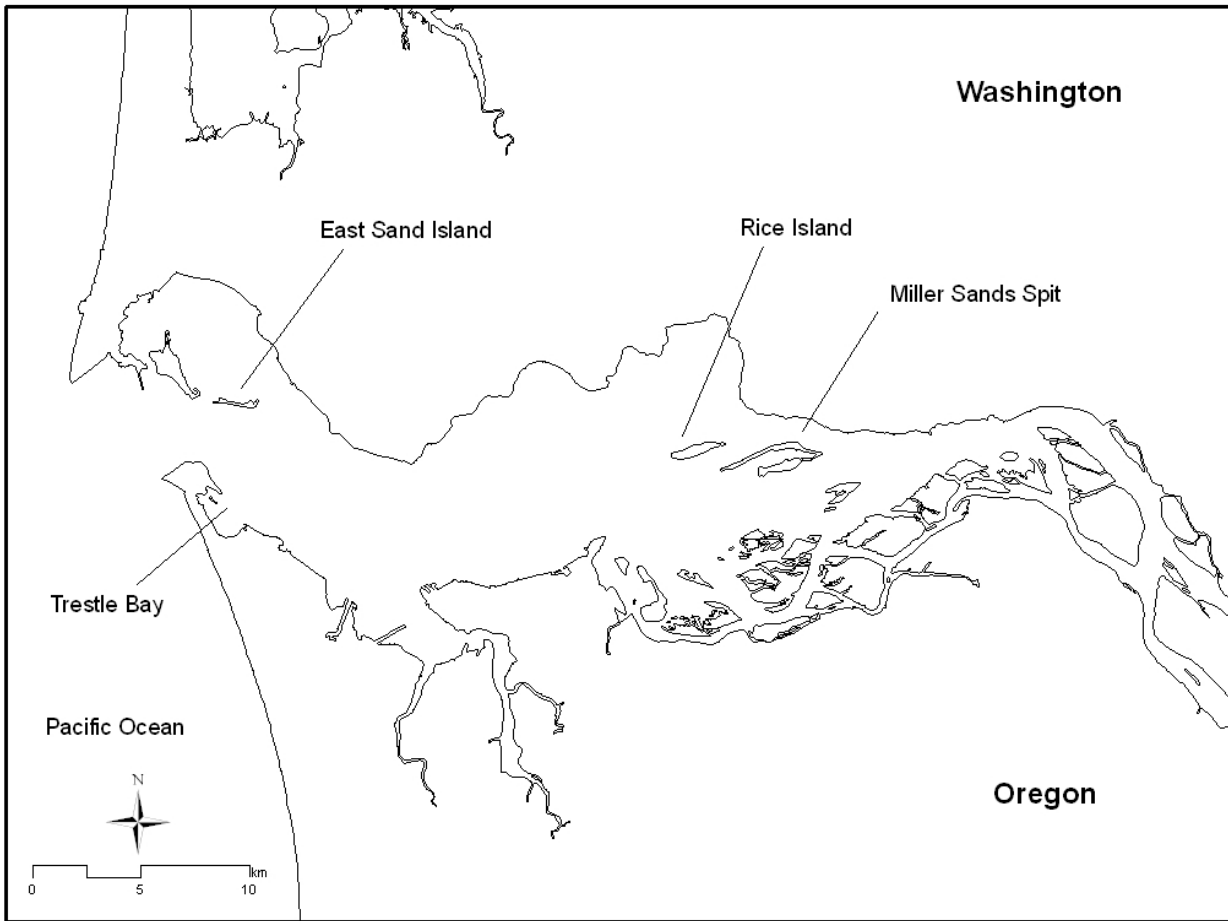 Washington
East Sand Island
Rice Island
Miller Sands Spit
Trestle Bay
Pacific Ocean
N
Oregon
km
0 5 10